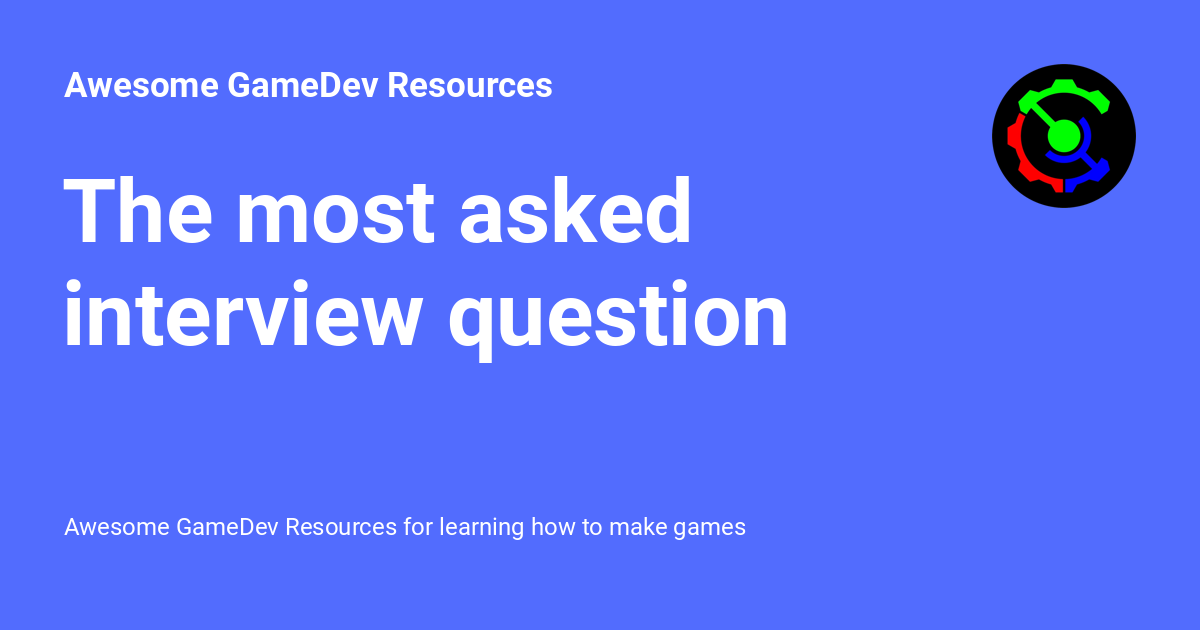 Awesome GameDev Resources
The most asked
interview question
Awesome GameDev Resources for learning how to make games